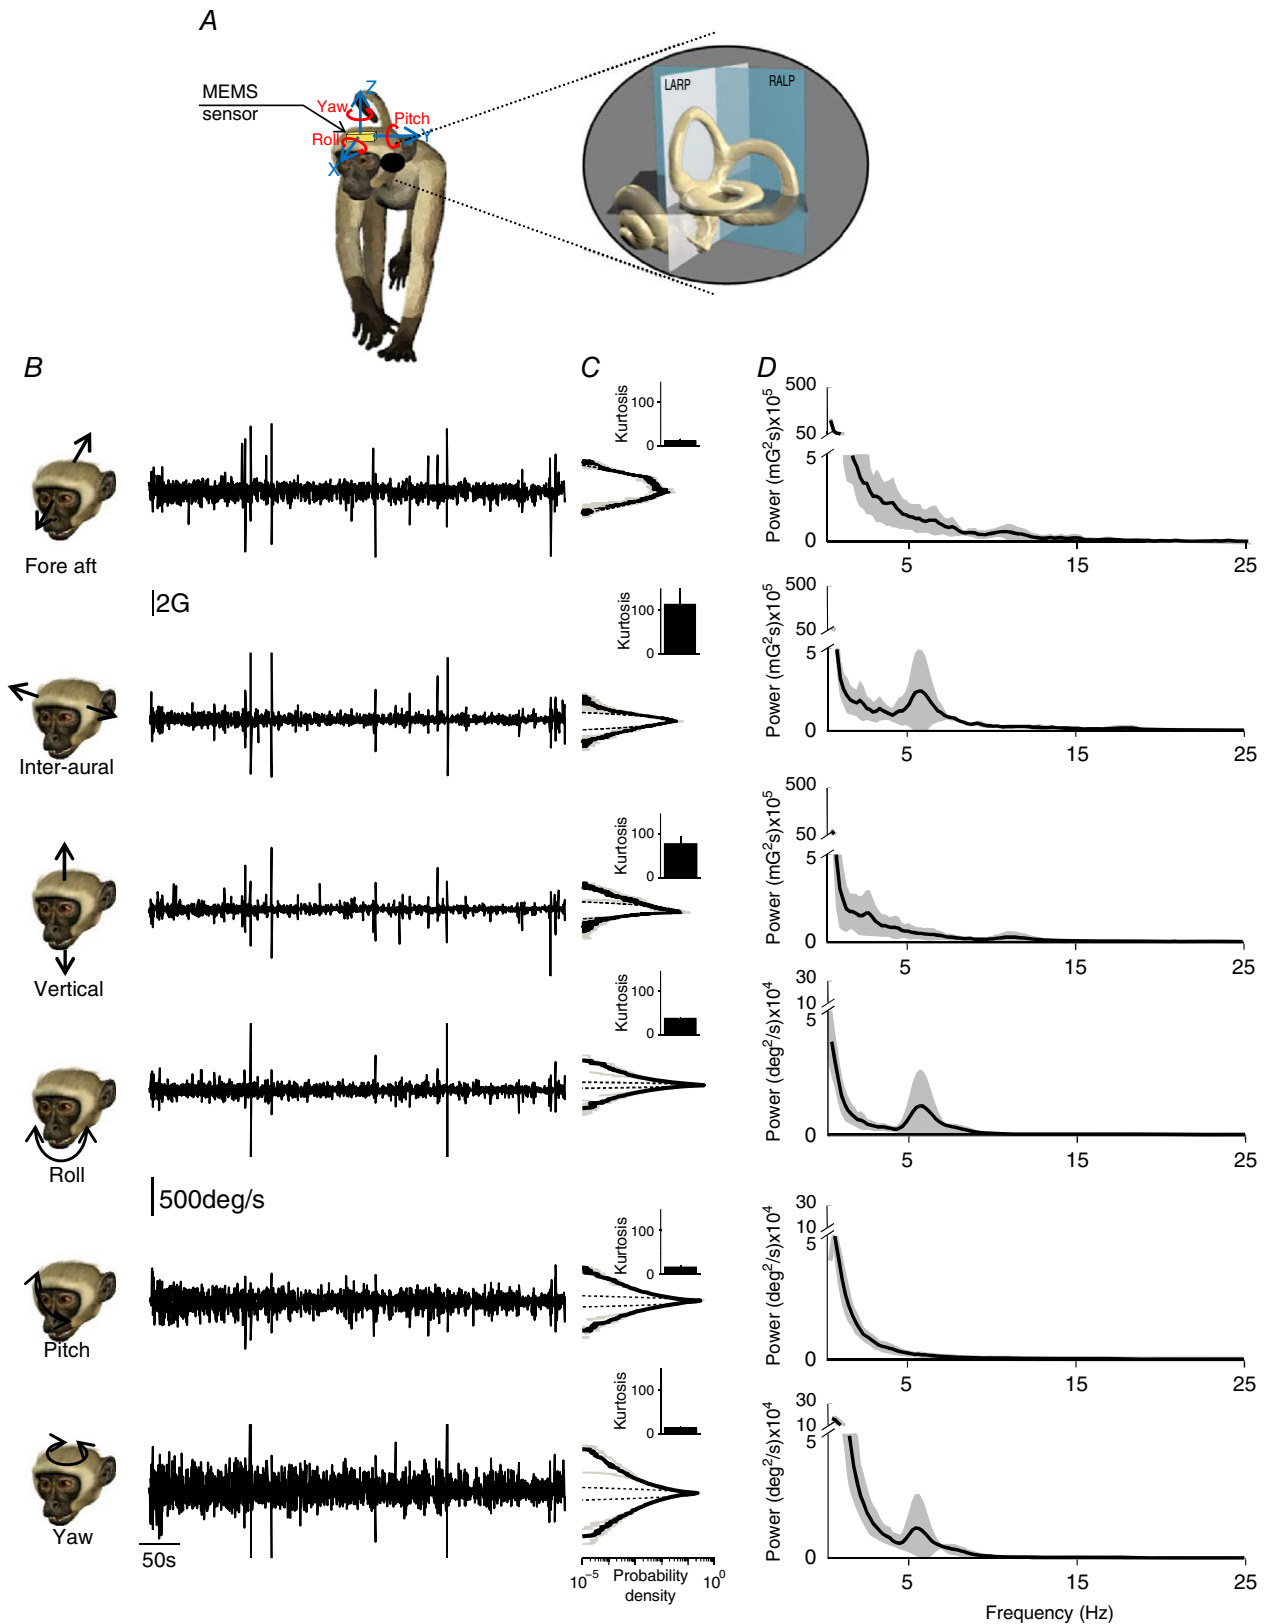 A
MEMS
sensor
Z
Yaw
Pitch
Roll
Y
X
LARP
RALP
B
C
D
Fore aft
2G
Kurtosis
100
0
Power (mG²s)x10⁵
500
50
5
0
5
15
25
Inter-aural
Kurtosis
100
0
Power (mG²s)x10⁵
500
50
5
0
5
15
25
Vertical
Kurtosis
100
0
Power (mG²s)x10⁵
500
50
5
0
5
15
25
Roll
500deg/s
Kurtosis
100
0
Power (deg²/s)x10⁴
30
10
5
0
5
15
25
Pitch
Kurtosis
100
0
Power (deg²/s)x10⁴
30
10
5
0
5
15
25
Yaw
50s
Kurtosis
100
0
10⁻⁵
Probability
density
10⁰
Power (deg²/s)x10⁴
30
10
5
0
5
15
25
Frequency (Hz)